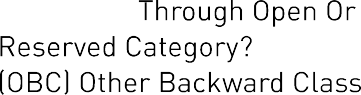 Through Open Or
Reserved Category?
(OBC) Other Backward Class